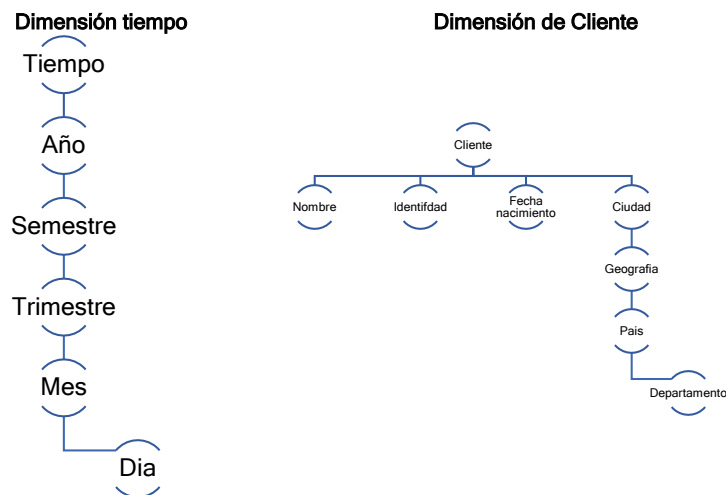 Dimensión tiempo
Tiempo
Año
Semestre
Trimestre
Mes
Dia
Dimensión de Cliente
Cliente
Nombre
Identifdad
Fecha
nacimiento
Ciudad
Geografia
Pais
Departamento